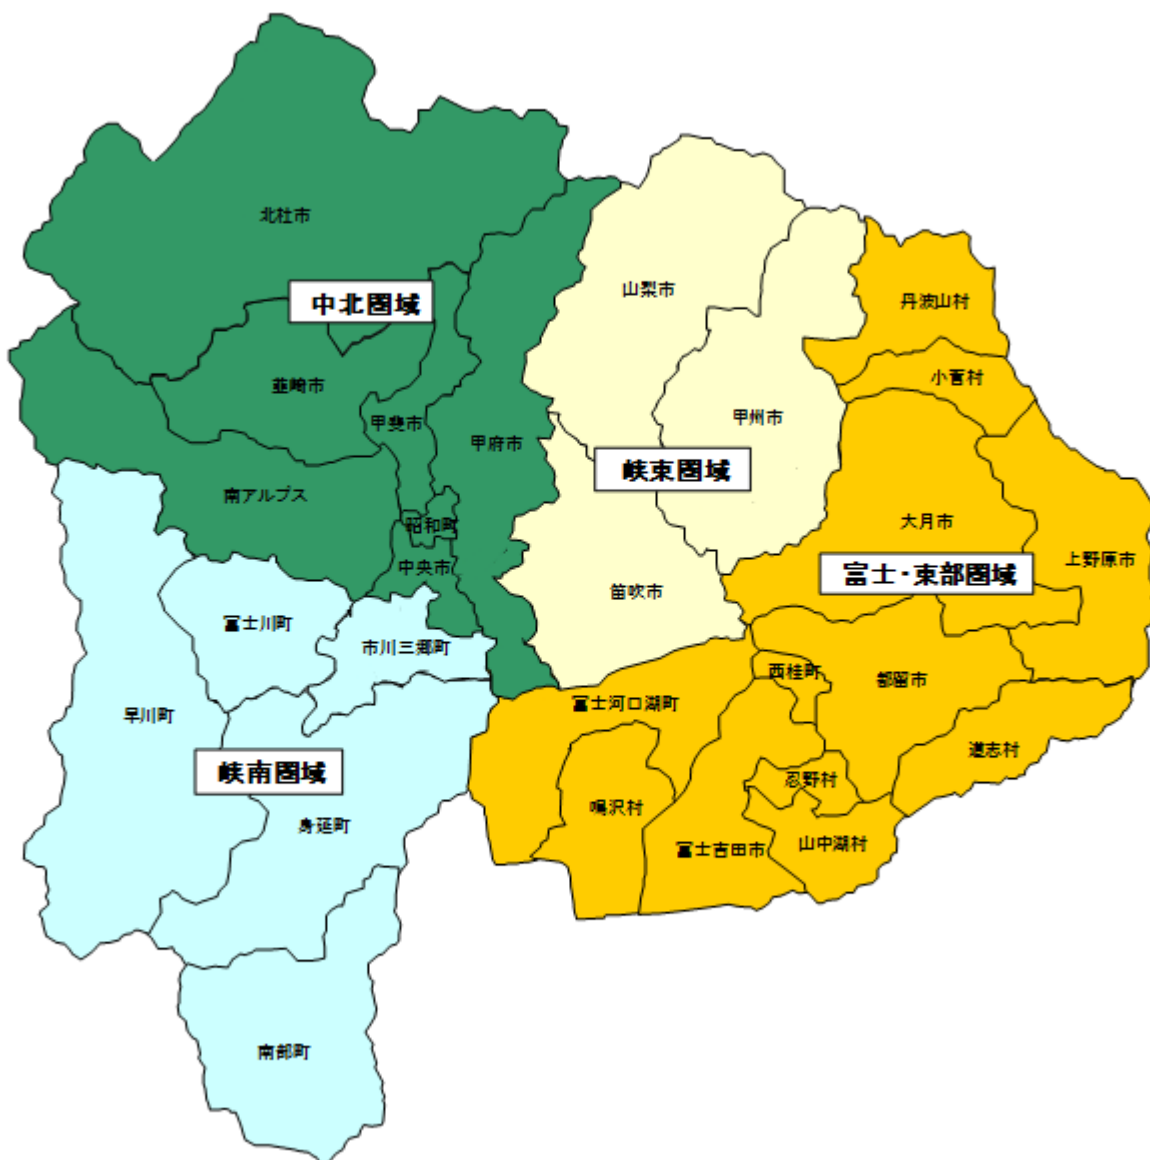 北杜市
中北圏域
山梨市
丹波山村
小菅村
韮崎市
甲斐市
甲府市
甲州市
峡東圏域
南アルプス
昭和町
大月市
上野原市
中央市
富士・東部圏域
笛吹市
富士川町
市川三郷町
西桂町
都留市
早川町
富士河口湖町
道志村
峡南圏域
忍野村
身延町
鳴沢村
富士吉田市
山中湖村
南部町